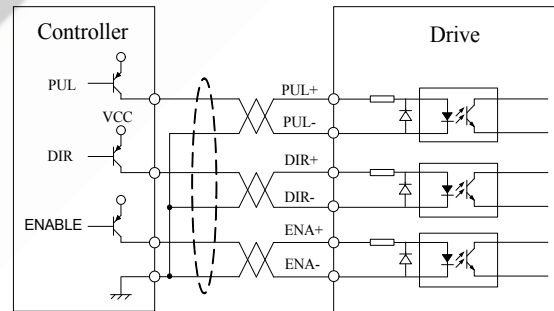 Controller
Drive
PUL
VCC
DIR
ENABLE
PUL+
PUL-
DIR+
DIR-
ENA+
ENA-